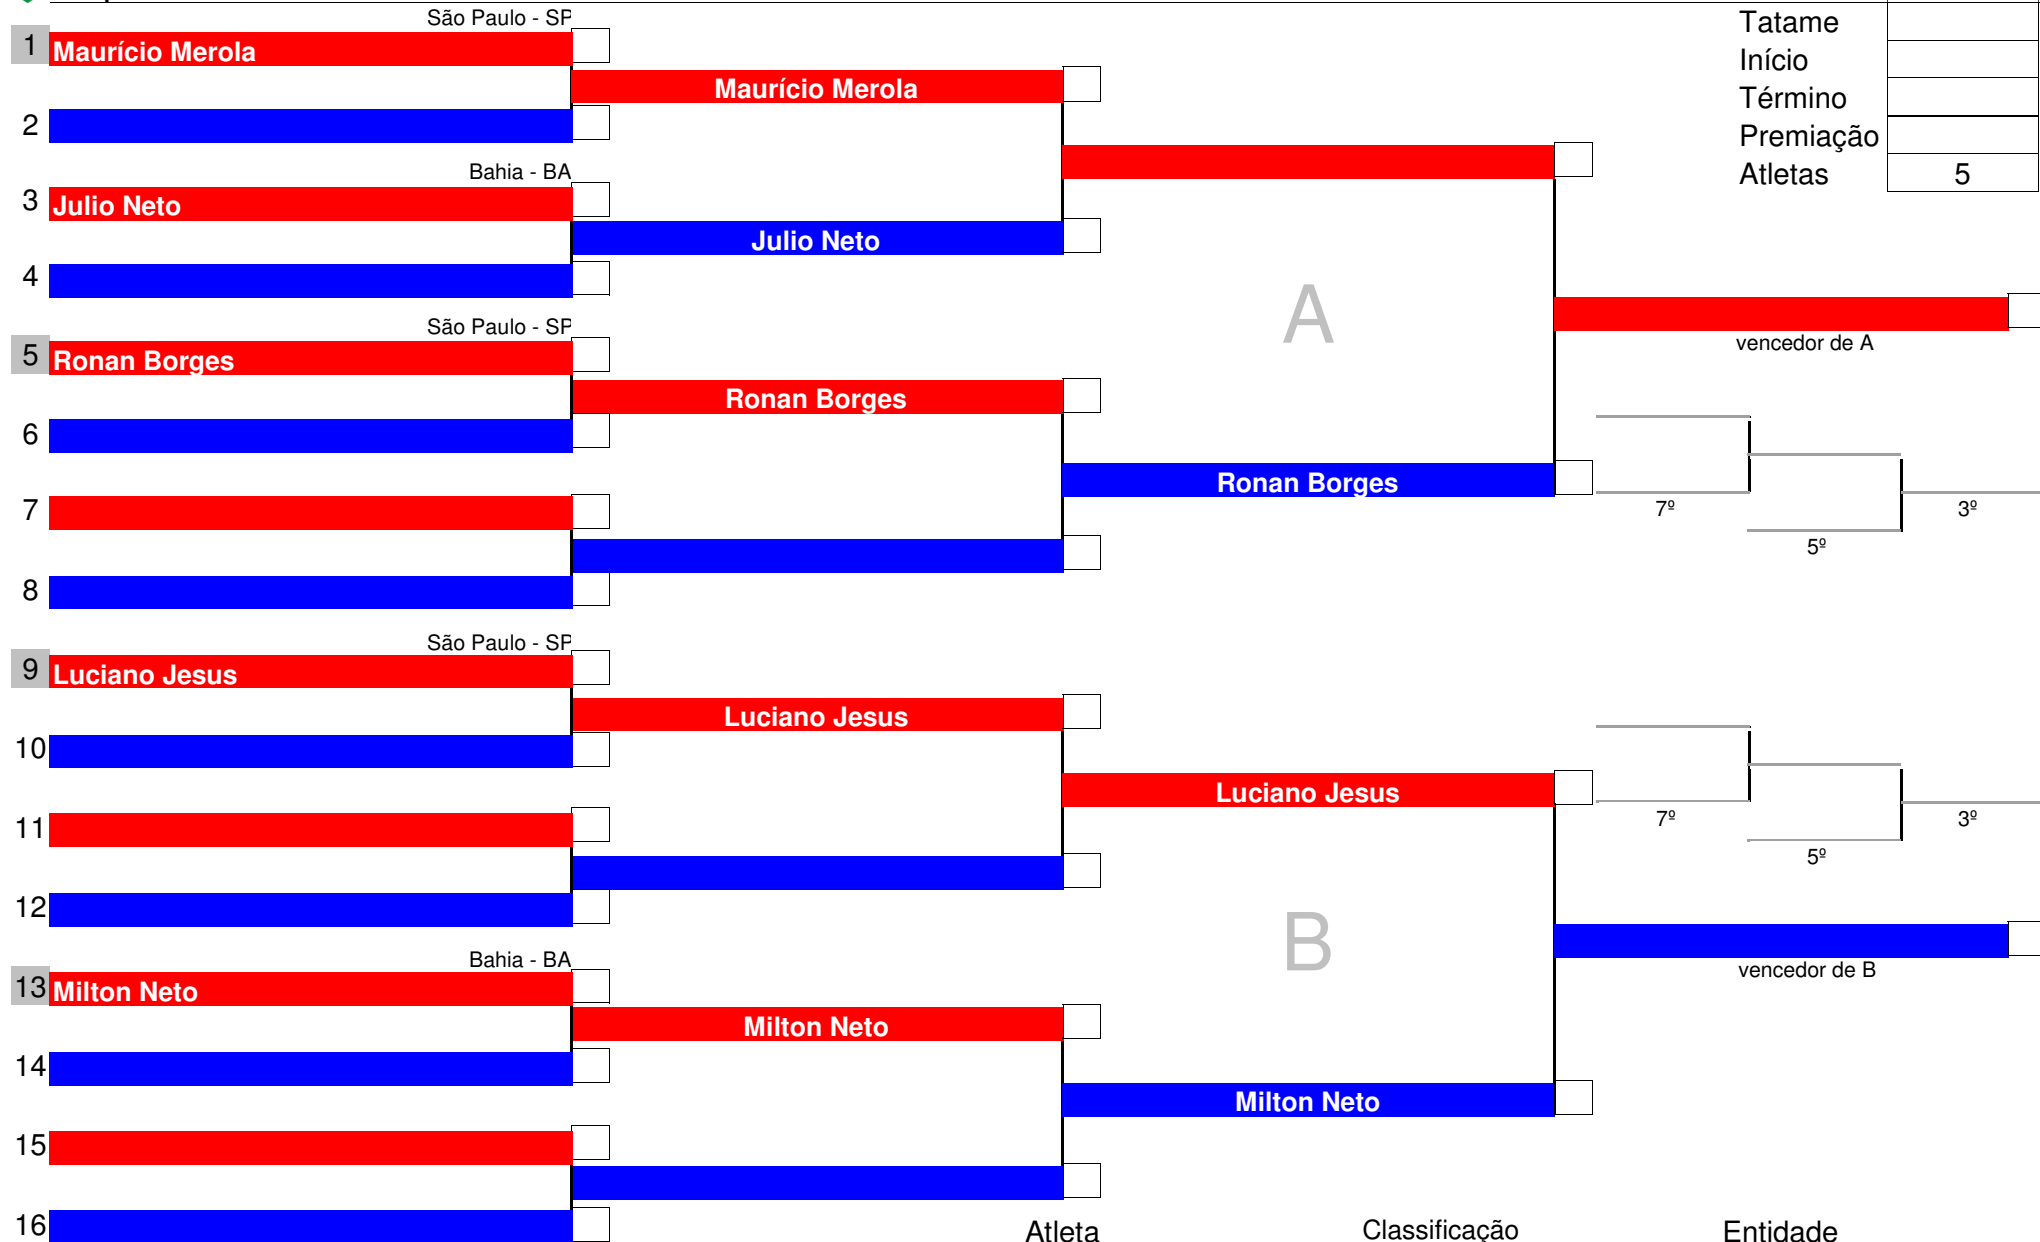 São Paulo - SP
Tatame
1 Maurício Merola
Início
Maurício Merola
Término
2
Premiação
Bahia - BA
Atletas 5
3 Julio Neto
Julio Neto
4
A
São Paulo - SP
vencedor de A
5 Ronan Borges
Ronan Borges
6
Ronan Borges
7
7º 3º
5º
8
São Paulo - SP
9 Luciano Jesus
Luciano Jesus
10
Luciano Jesus
7º 3º
11
5º
12
B
Bahia - BA
vencedor de B
13 Milton Neto
Milton Neto
14
Milton Neto
15
16
Atleta Classificação Entidade